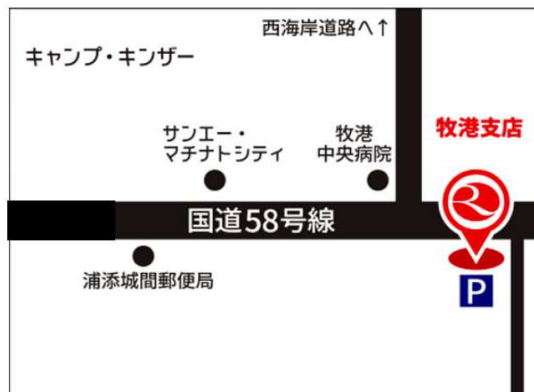 西海岸道路へ↑
キャンプ・キンザー
サンエー・
マチナトシティ
牧港
中央病院
牧港支店
国道58号線
浦添城間郵便局
P